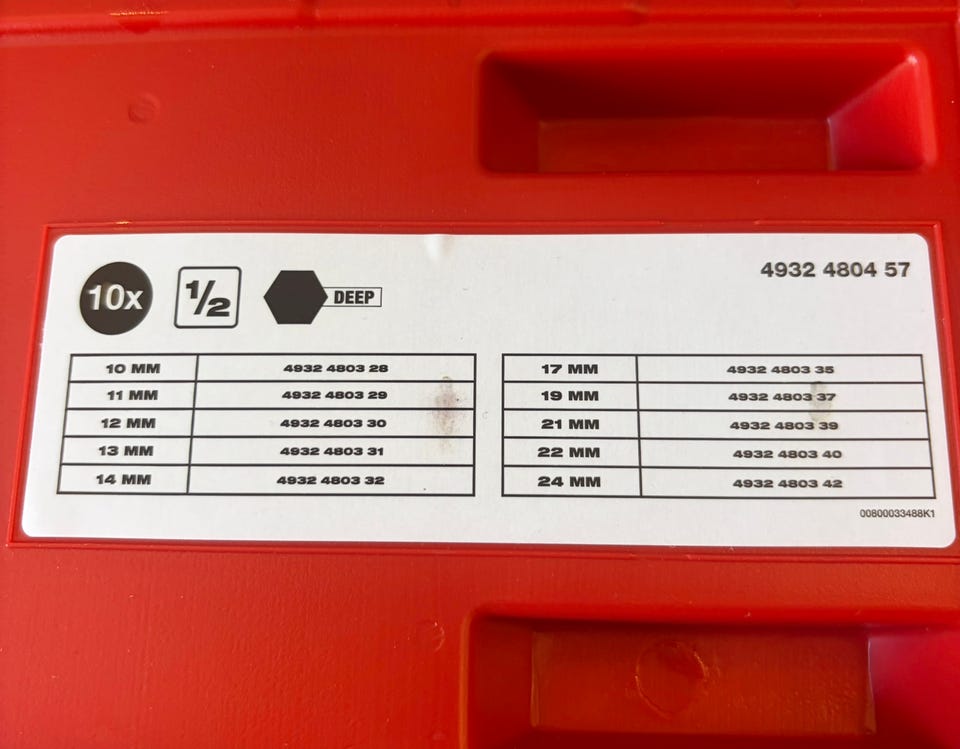 4932 4804 57
10x 1/2 DEEP
10 MM 4932 4803 28
11 MM 4932 4803 29
12 MM 4932 4803 30
13 MM 4932 4803 31
14 MM 4932 4803 32
17 MM 4932 4803 35
19 MM 4932 4803 37
21 MM 4932 4803 39
22 MM 4932 4803 40
24 MM 4932 4803 42
00800033488K1